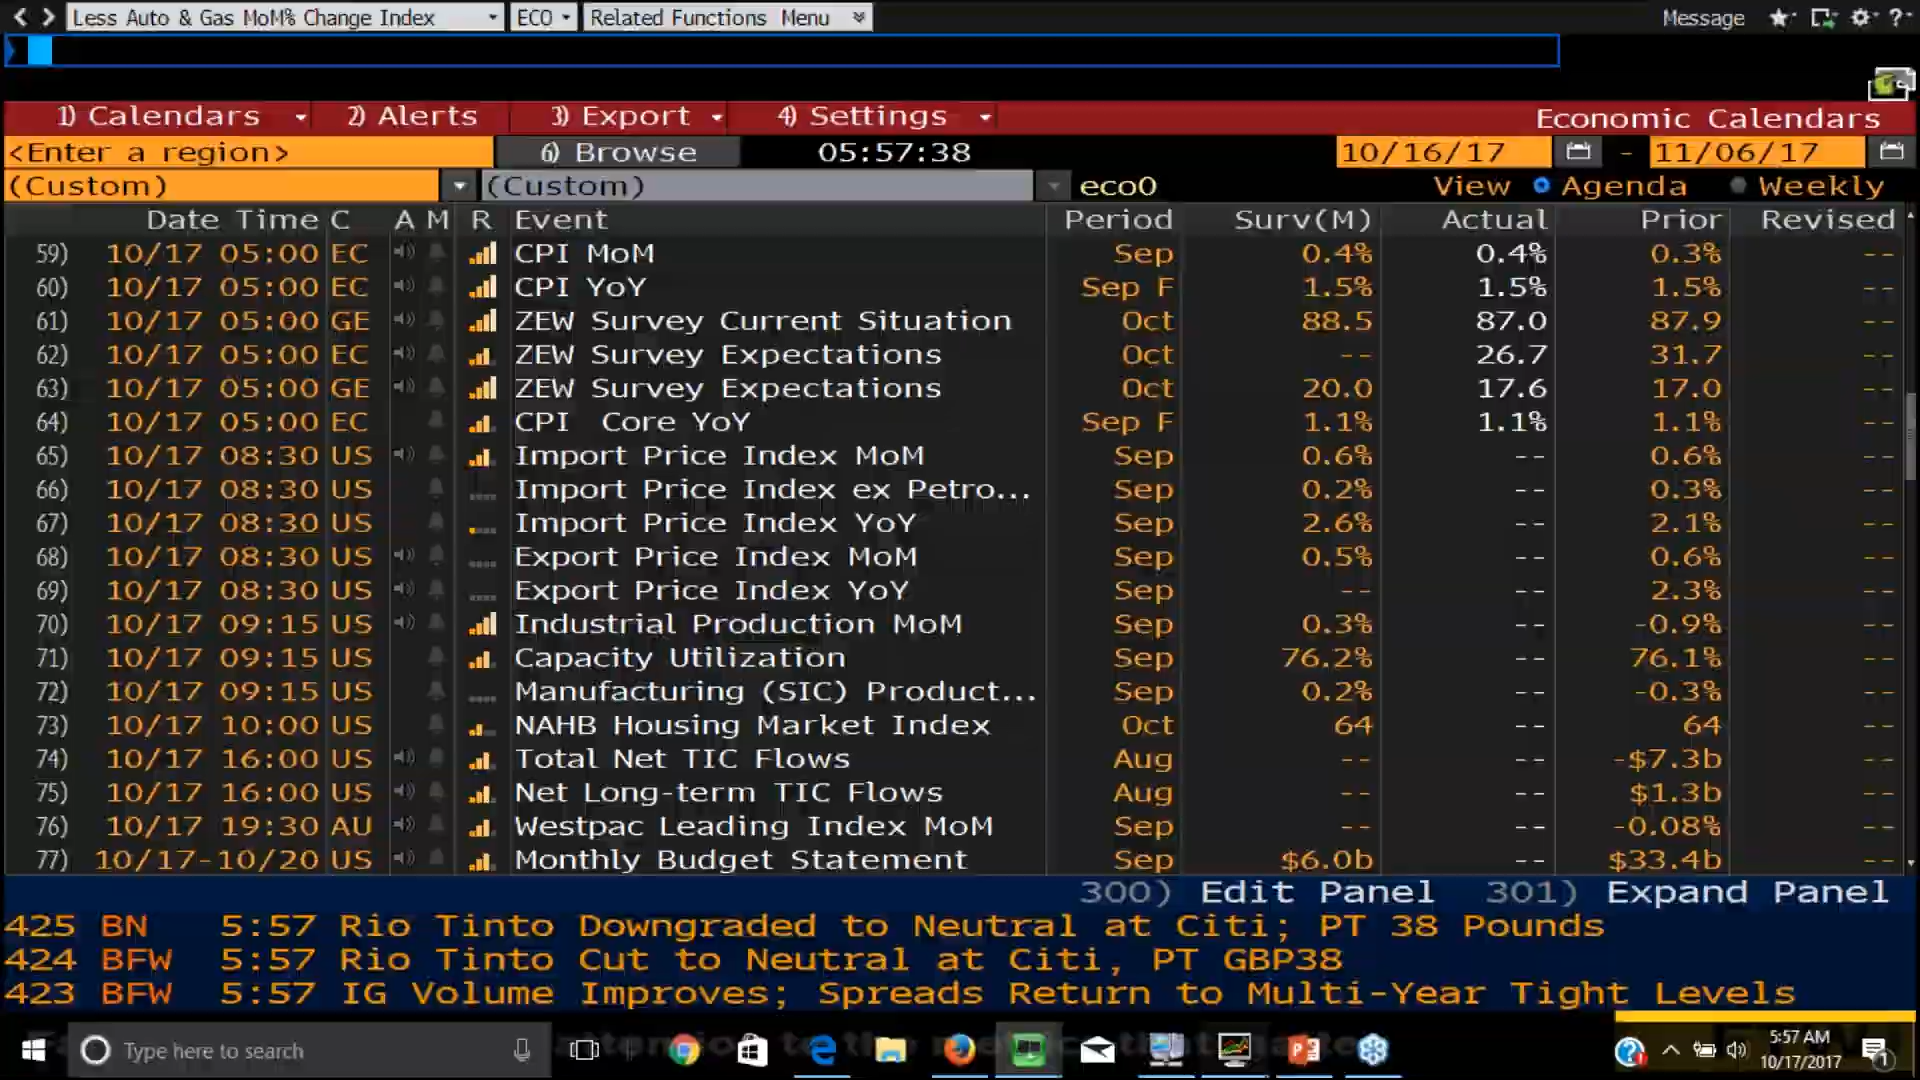 Less Auto & Gas MoM% Change Index ECO Related Functions Menu Message ?
1) Calendars 2) Alerts 3) Export 4) Settings Economic Calendars
<Enter a region> 6) Browse 05:57:38 10/16/17 - 11/06/17
(Custom) (Custom) eco0 View Agenda Weekly
Date Time C A M R Event Period Surv(M) Actual Prior Revised
59) 10/17 05:00 EC CPI MoM Sep 0.4% 0.4% 0.3% --
60) 10/17 05:00 EC CPI YoY Sep F 1.5% 1.5% 1.5% --
61) 10/17 05:00 GE ZEW Survey Current Situation Oct 88.5 87.0 87.9 --
62) 10/17 05:00 EC ZEW Survey Expectations Oct -- 26.7 31.7 --
63) 10/17 05:00 GE ZEW Survey Expectations Oct 20.0 17.6 17.0 --
64) 10/17 05:00 EC CPI Core YoY Sep F 1.1% 1.1% 1.1% --
65) 10/17 08:30 US Import Price Index MoM Sep 0.6% -- 0.6% --
66) 10/17 08:30 US Import Price Index ex Petro... Sep 0.2% -- 0.3% --
67) 10/17 08:30 US Import Price Index YoY Sep 2.6% -- 2.1% --
68) 10/17 08:30 US Export Price Index MoM Sep 0.5% -- 0.6% --
69) 10/17 08:30 US Export Price Index YoY Sep -- -- 2.3% --
70) 10/17 09:15 US Industrial Production MoM Sep 0.3% -- -0.9% --
71) 10/17 09:15 US Capacity Utilization Sep 76.2% -- 76.1% --
72) 10/17 09:15 US Manufacturing (SIC) Product... Sep 0.2% -- -0.3% --
73) 10/17 10:00 US NAHB Housing Market Index Oct 64 -- 64 --
74) 10/17 16:00 US Total Net TIC Flows Aug -- -- -$7.3b --
75) 10/17 16:00 US Net Long-term TIC Flows Aug -- -- $1.3b --
76) 10/17 19:30 AU Westpac Leading Index MoM Sep -- -- -0.08% --
77) 10/17-10/20 US Monthly Budget Statement Sep $6.0b -- $33.4b --
300) Edit Panel 301) Expand Panel
425 BN 5:57 Rio Tinto Downgraded to Neutral at Citi; PT 38 Pounds
424 BFW 5:57 Rio Tinto Cut to Neutral at Citi, PT GBP38
423 BFW 5:57 IG Volume Improves; Spreads Return to Multi-Year Tight Levels
Type here to search
5:57 AM
10/17/2017
1